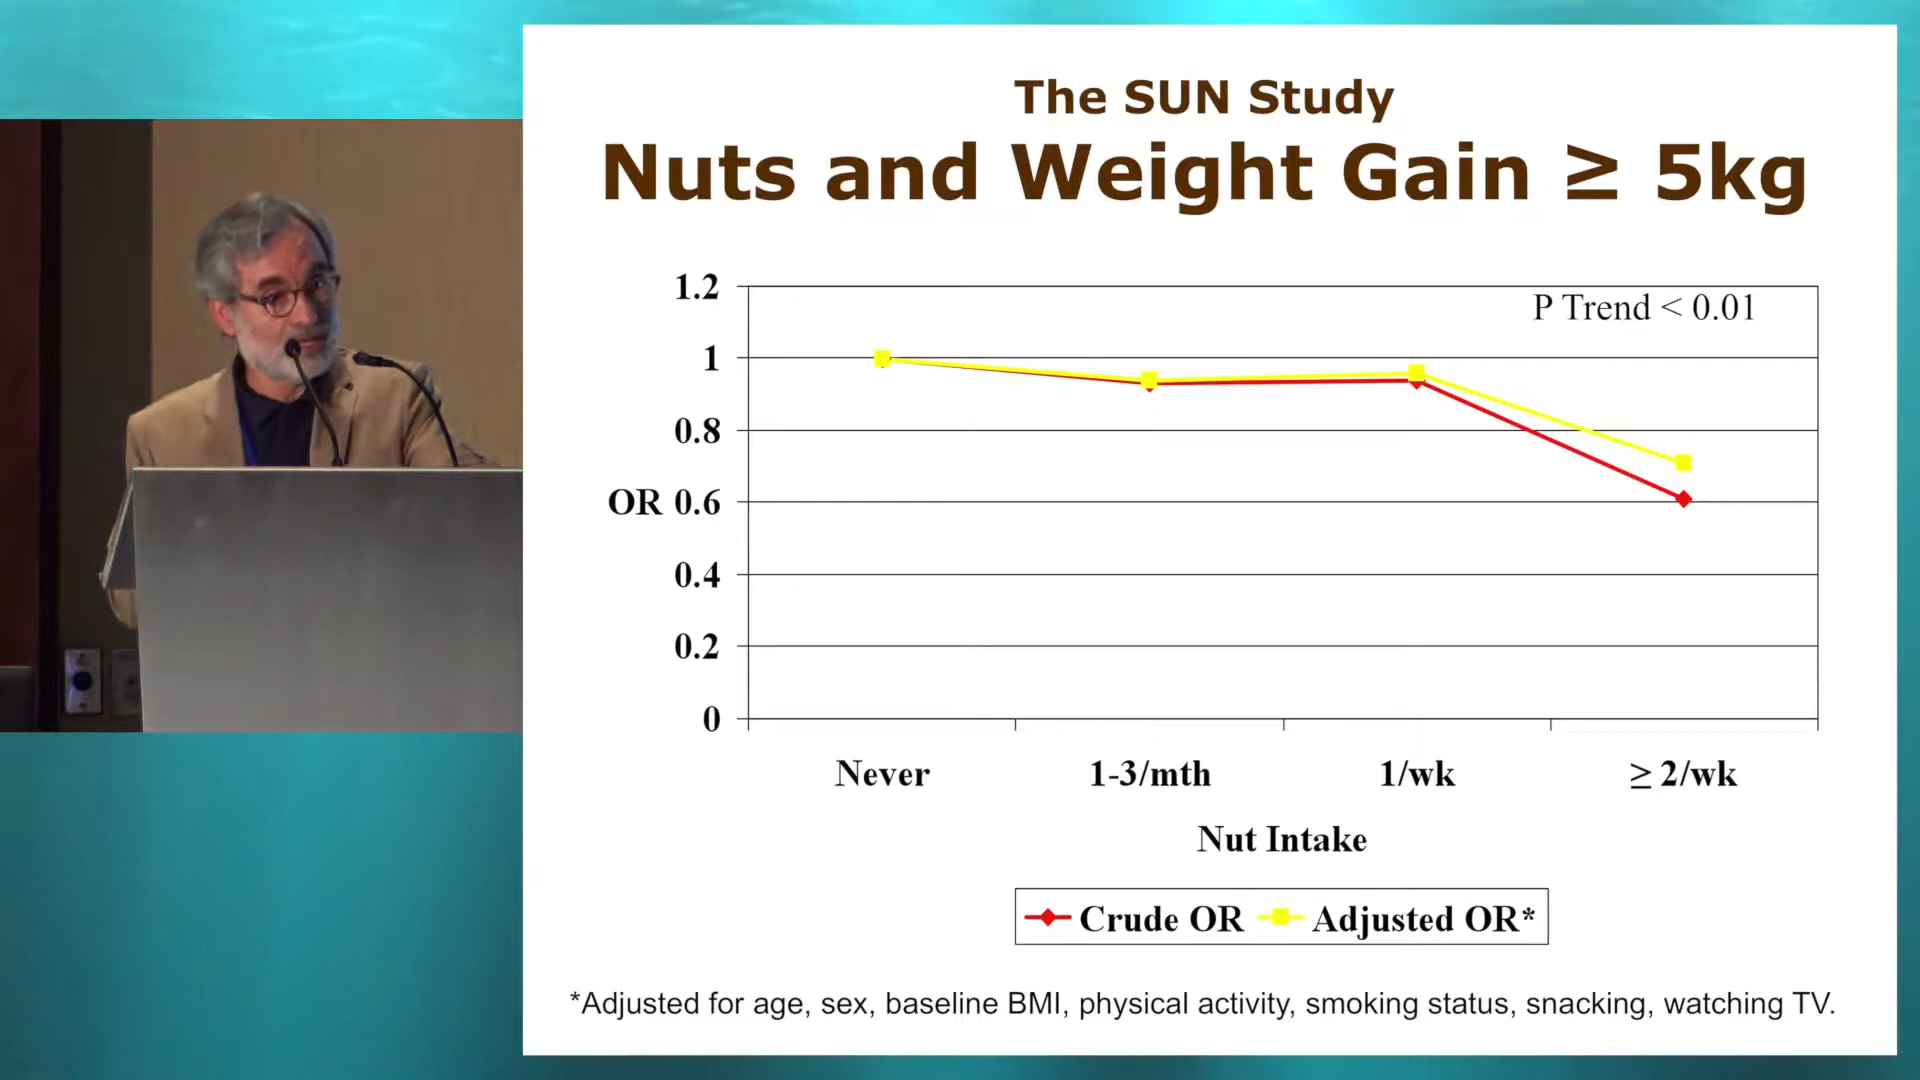 The SUN Study
Nuts and Weight Gain ≥ 5kg
P Trend < 0.01
1.2
1
0.8
OR 0.6
0.4
0.2
0
Never 1-3/mth 1/wk ≥ 2/wk
Nut Intake
Crude OR Adjusted OR*
*Adjusted for age, sex, baseline BMI, physical activity, smoking status, snacking, watching TV.